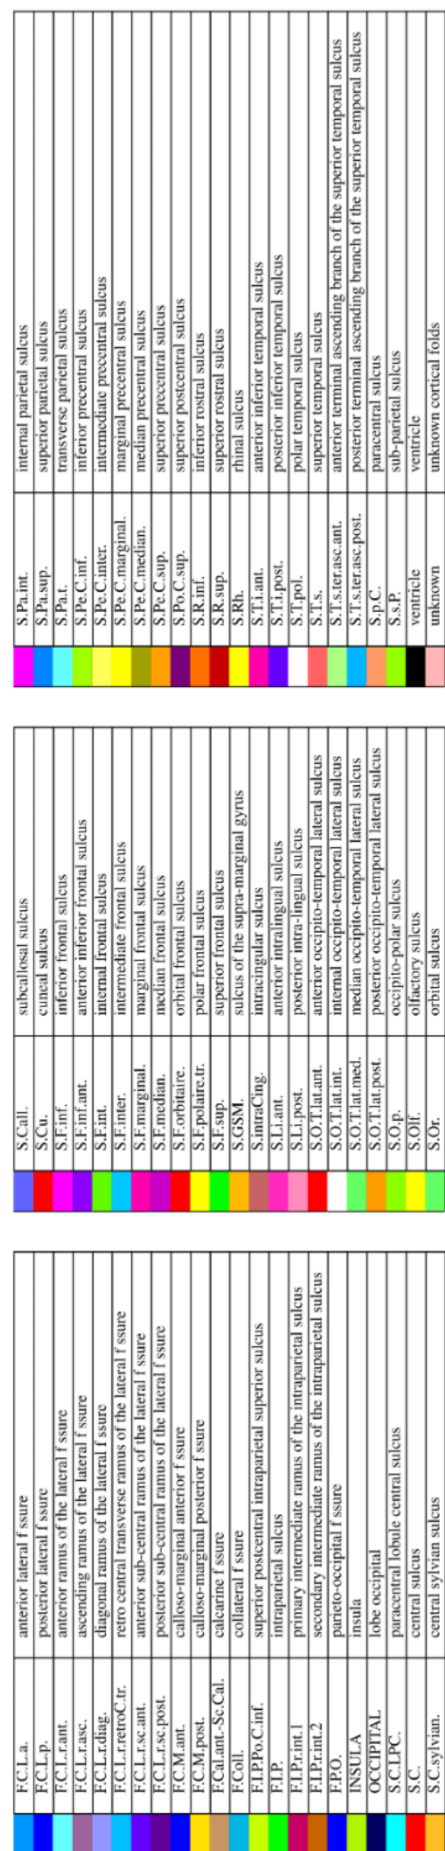 F.C.L.a. anterior lateral f ssure
F.C.L.p. posterior lateral f ssure
F.C.L.r.ant. anterior ramus of the lateral f ssure
F.C.L.r.asc. ascending ramus of the lateral f ssure
F.C.L.r.diag. diagonal ramus of the lateral f ssure
F.C.L.r.retroC.tr. retro central transverse ramus of the lateral f ssure
F.C.L.r.sc.ant. anterior sub-central ramus of the lateral f ssure
F.C.L.r.sc.post. posterior sub-central ramus of the lateral f ssure
F.C.M.ant. calloso-marginal anterior f ssure
F.C.M.post. calloso-marginal posterior f ssure
F.Cal.ant.-Sc.Cal. calcarine f ssure
F.Coll. collateral f ssure
F.I.P.Po.C.inf. superior postcentral intraparietal superior sulcus
F.I.P. intraparietal sulcus
F.I.P.r.int.1 primary intermediate ramus of the intraparietal sulcus
F.I.P.r.int.2 secondary intermediate ramus of the intraparietal sulcus
F.P.O. parieto-occipital f ssure
INSULA insula
OCCIPITAL lobe occipital
S.C.LPC. paracentral lobule central sulcus
S.C. central sulcus
S.C.sylvian. central sylvian sulcus
S.Call. subcallosal sulcus
S.Cu. cuneal sulcus
S.F.inf. inferior frontal sulcus
S.F.inf.ant. anterior inferior frontal sulcus
S.F.int. internal frontal sulcus
S.F.inter. intermediate frontal sulcus
S.F.marginal. marginal frontal sulcus
S.F.median. median frontal sulcus
S.F.orbitaire. orbital frontal sulcus
S.F.polaire.tr. polar frontal sulcus
S.F.sup. superior frontal sulcus
S.GSM. sulcus of the supra-marginal gyrus
S.intraCing. intracingular sulcus
S.Li.ant. anterior intralingual sulcus
S.Li.post. posterior intra-lingual sulcus
S.O.T.lat.ant. anterior occipito-temporal lateral sulcus
S.O.T.lat.int. internal occipito-temporal lateral sulcus
S.O.T.lat.med. median occipito-temporal lateral sulcus
S.O.T.lat.post. posterior occipito-temporal lateral sulcus
S.O.p. occipito-polar sulcus
S.Olf. olfactory sulcus
S.Or. orbital sulcus
S.Pa.int. internal parietal sulcus
S.Pa.sup. superior parietal sulcus
S.Pa.t. transverse parietal sulcus
S.Pe.C.inf. inferior precentral sulcus
S.Pe.C.inter. intermediate precentral sulcus
S.Pe.C.marginal. marginal precentral sulcus
S.Pe.C.median. median precentral sulcus
S.Pe.C.sup. superior precentral sulcus
S.Po.C.sup. superior postcentral sulcus
S.R.inf. inferior rostral sulcus
S.R.sup. superior rostral sulcus
S.Rh. rhinal sulcus
S.T.i.ant. anterior inferior temporal sulcus
S.T.i.post. posterior inferior temporal sulcus
S.T.pol. polar temporal sulcus
S.T.s. superior temporal sulcus
S.T.s.ter.asc.ant. anterior terminal ascending branch of the superior temporal sulcus
S.T.s.ter.asc.post. posterior terminal ascending branch of the superior temporal sulcus
S.p.C. paracentral sulcus
S.s.P. sub-parietal sulcus
ventricle ventricle
unknown unknown cortical folds